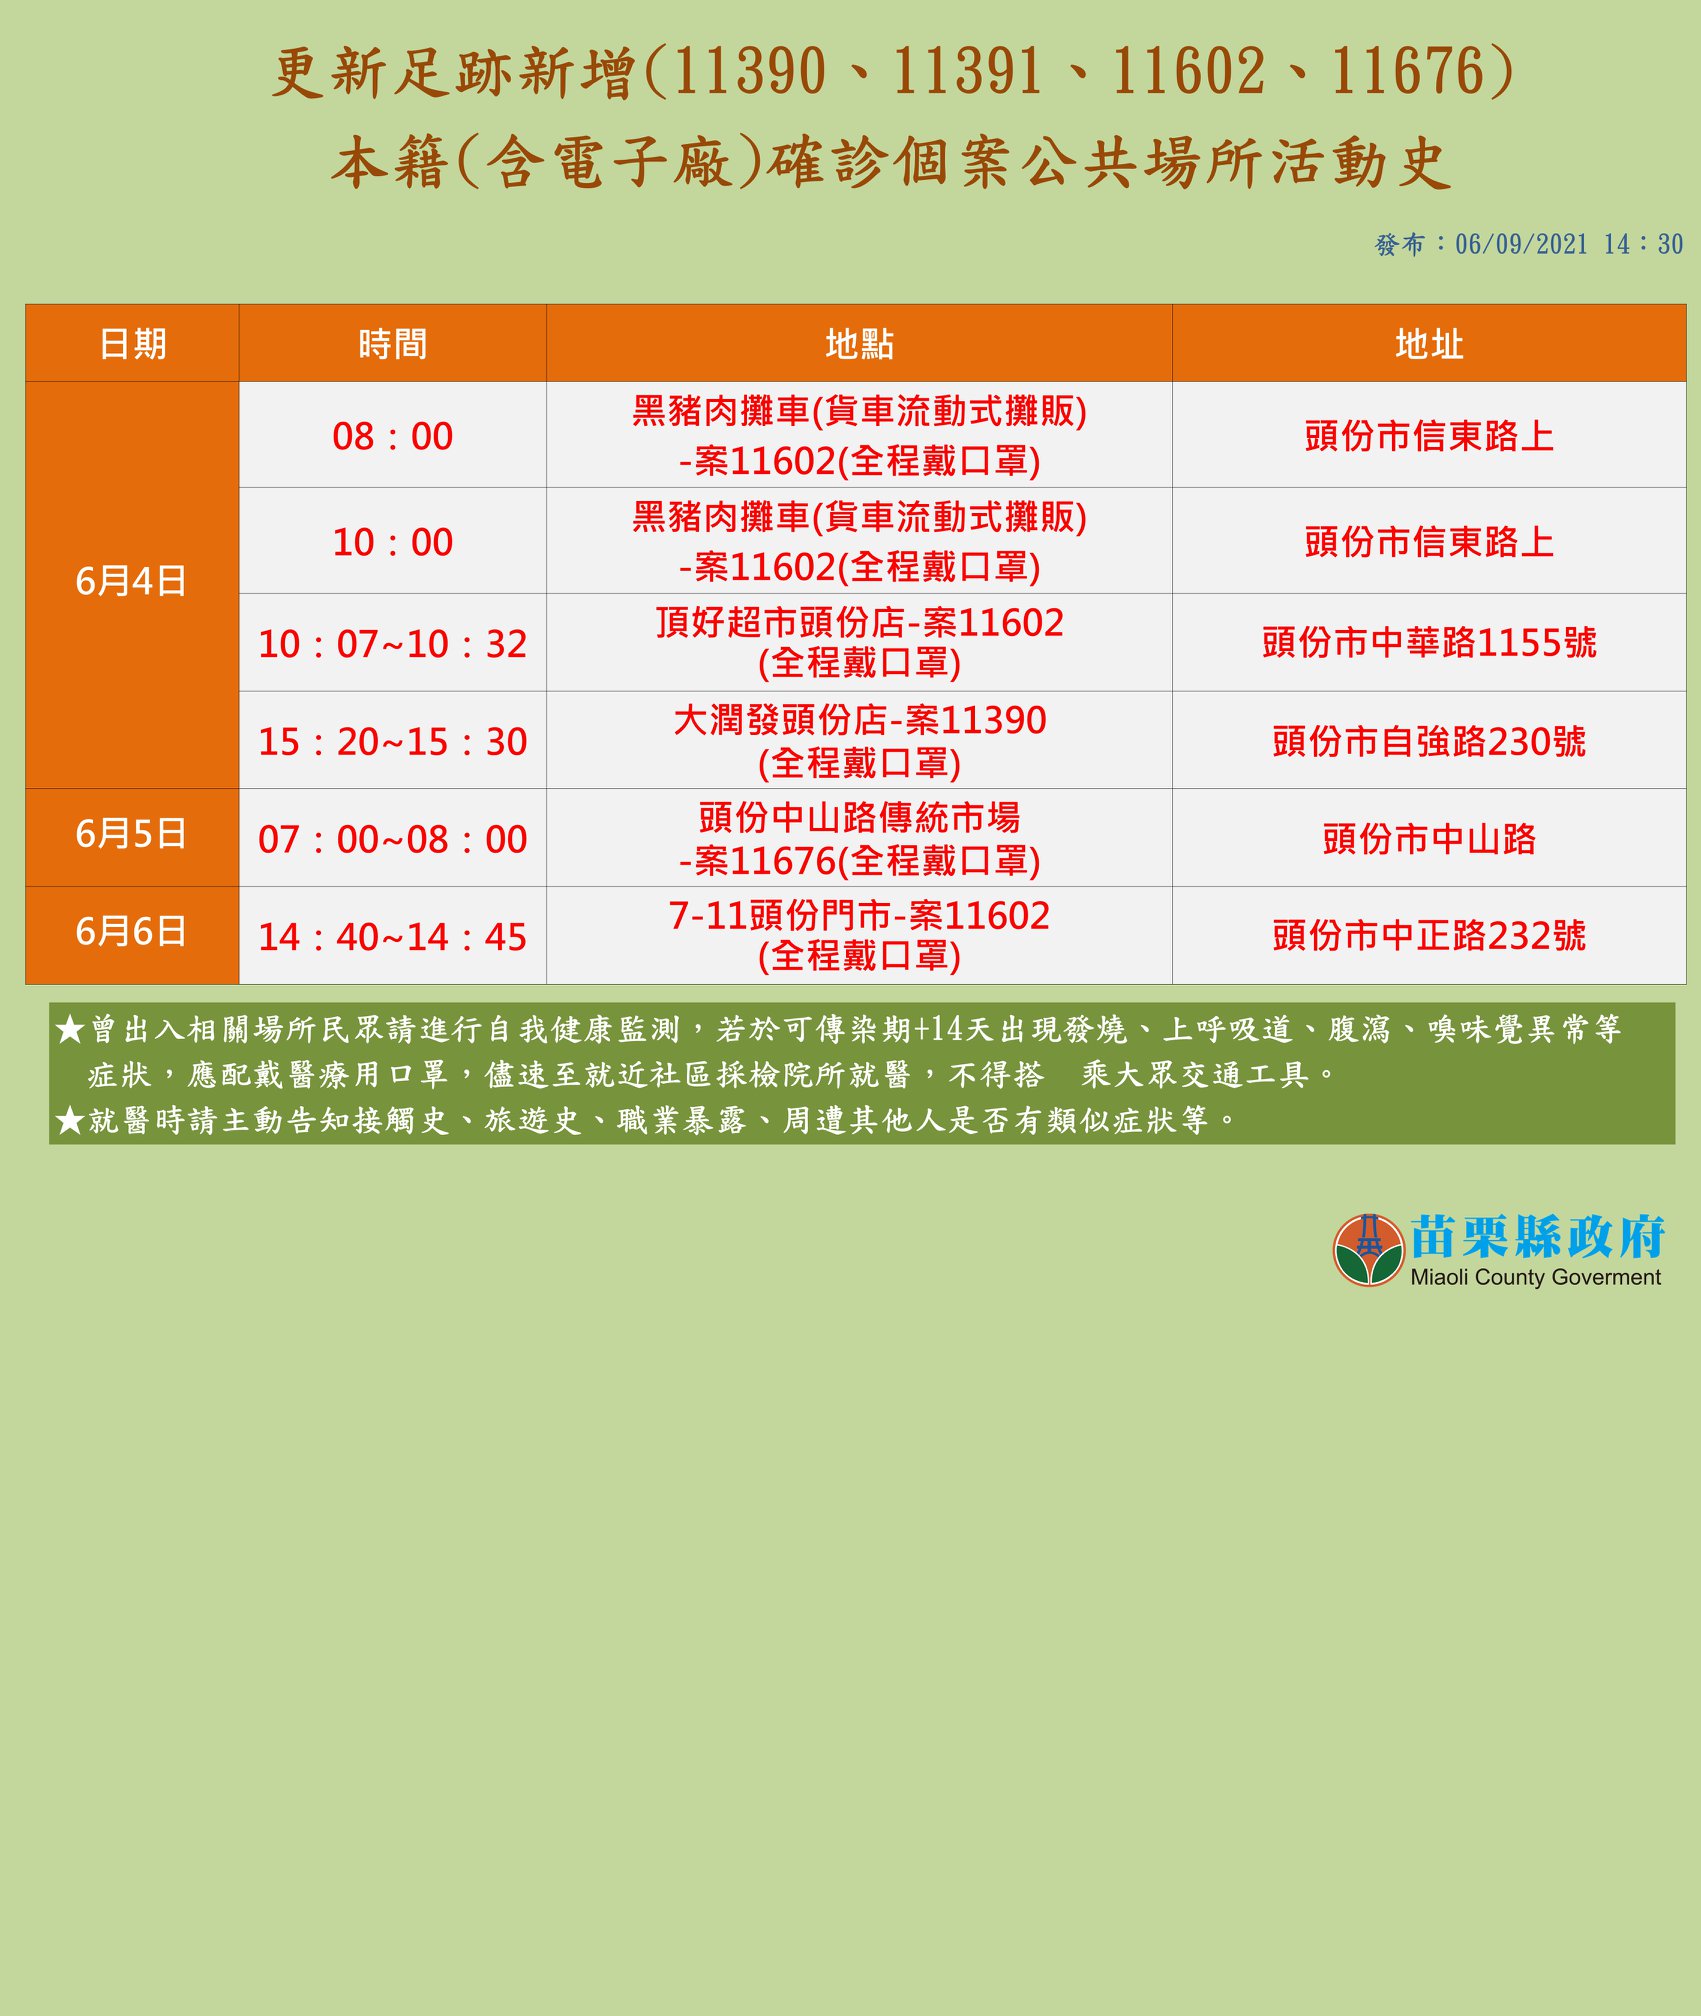 更新足跡新增(11390、11391、11602、11676)
本籍(含電子廠)確診個案公共場所活動史
發布：06/09/2021 14：30
日期 時間 地點 地址
6月4日
08：00
黑豬肉攤車(貨車流動式攤販)
-案11602(全程戴口罩)
頭份市信東路上
10：00
黑豬肉攤車(貨車流動式攤販)
-案11602(全程戴口罩)
頭份市信東路上
10：07~10：32
頂好超市頭份店-案11602
(全程戴口罩)
頭份市中華路1155號
15：20~15：30
大潤發頭份店-案11390
(全程戴口罩)
頭份市自強路230號
6月5日
07：00~08：00
頭份中山路傳統市場
-案11676(全程戴口罩)
頭份市中山路
6月6日
14：40~14：45
7-11頭份門市-案11602
(全程戴口罩)
頭份市中正路232號
★曾出入相關場所民眾請進行自我健康監測，若於可傳染期+14天出現發燒、上呼吸道、腹瀉、嗅味覺異常等
症狀，應配戴醫療用口罩，儘速至就近社區採檢院所就醫，不得搭　乘大眾交通工具。
★就醫時請主動告知接觸史、旅遊史、職業暴露、周遭其他人是否有類似症狀等。
苗栗縣政府
Miaoli County Goverment